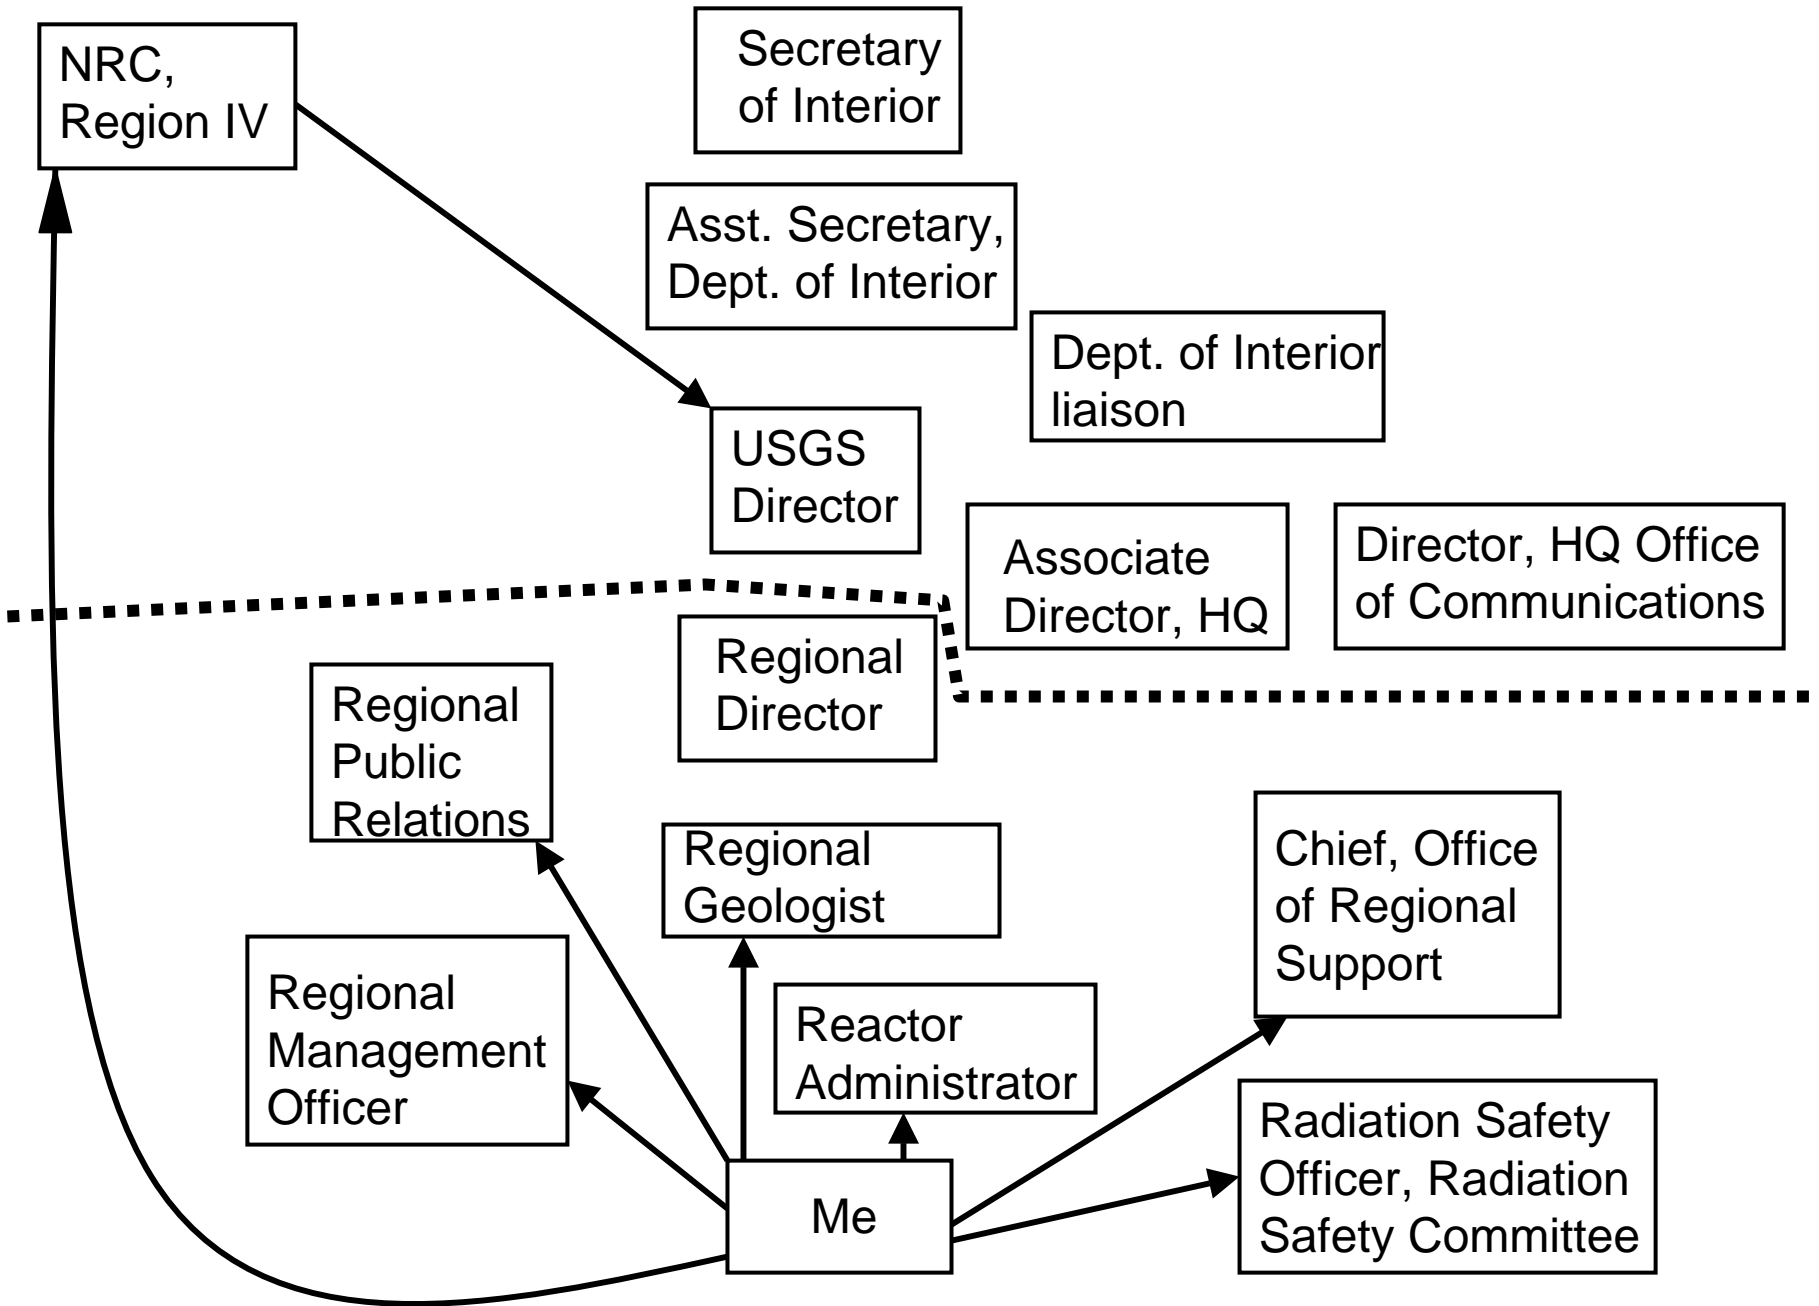 NRC,
Region IV
Secretary
of Interior
Asst. Secretary,
Dept. of Interior
Dept. of Interior
liaison
USGS
Director
Associate
Director, HQ
Director, HQ Office
of Communications
Regional
Director
Regional
Public
Relations
Regional
Geologist
Chief, Office
of Regional
Support
Regional
Management
Officer
Reactor
Administrator
Radiation Safety
Officer, Radiation
Safety Committee
Me